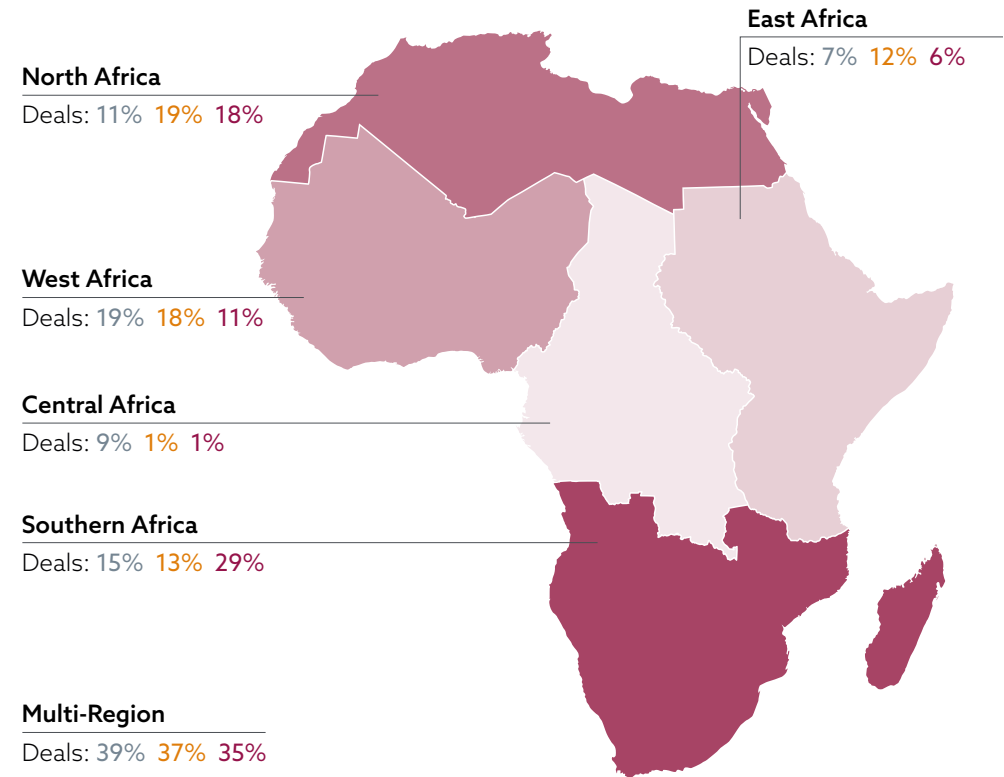 East Africa
Deals: 7% 12% 6%
North Africa
Deals: 11% 19% 18%
West Africa
Deals: 19% 18% 11%
Central Africa
Deals: 9% 1% 1%
Southern Africa
Deals: 15% 13% 29%
Multi-Region
Deals: 39% 37% 35%